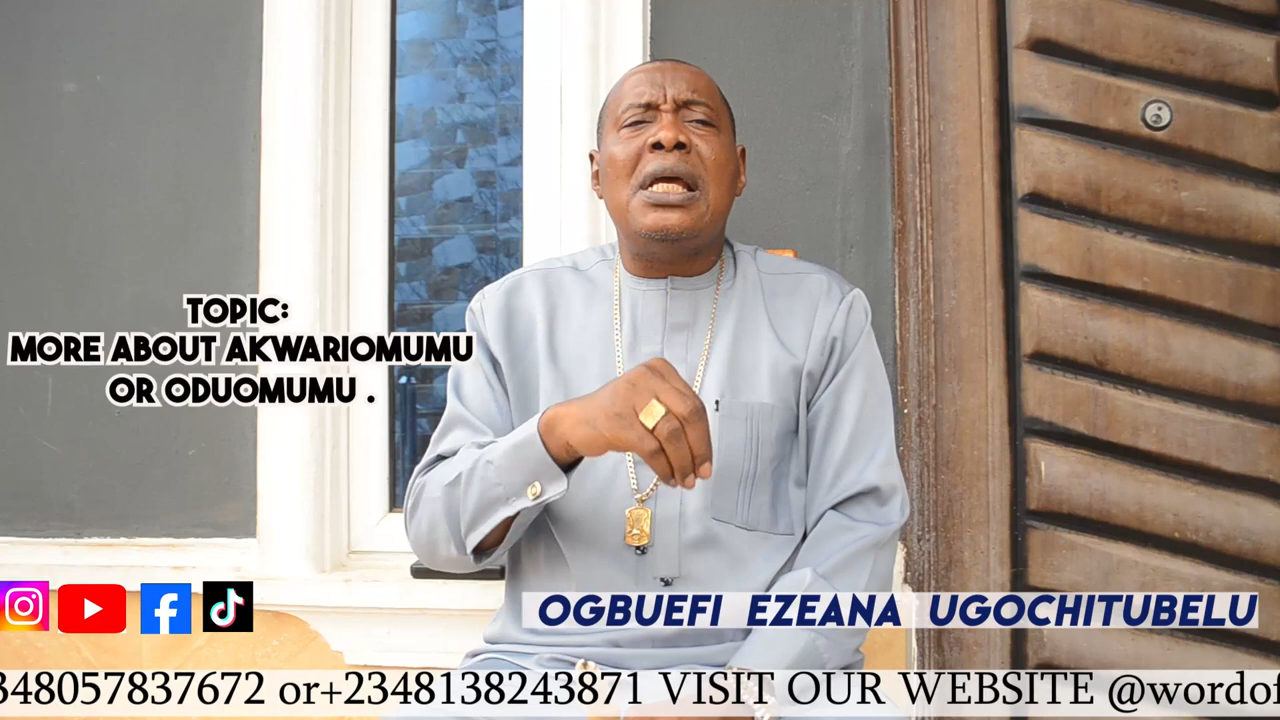 TOPIC:
MORE ABOUT AKWARIOMUMU
OR ODUOMUMU .
OGBUEFI EZEANA UGOCHITUBELU
348057837672 or+2348138243871 VISIT OUR WEBSITE @wordof